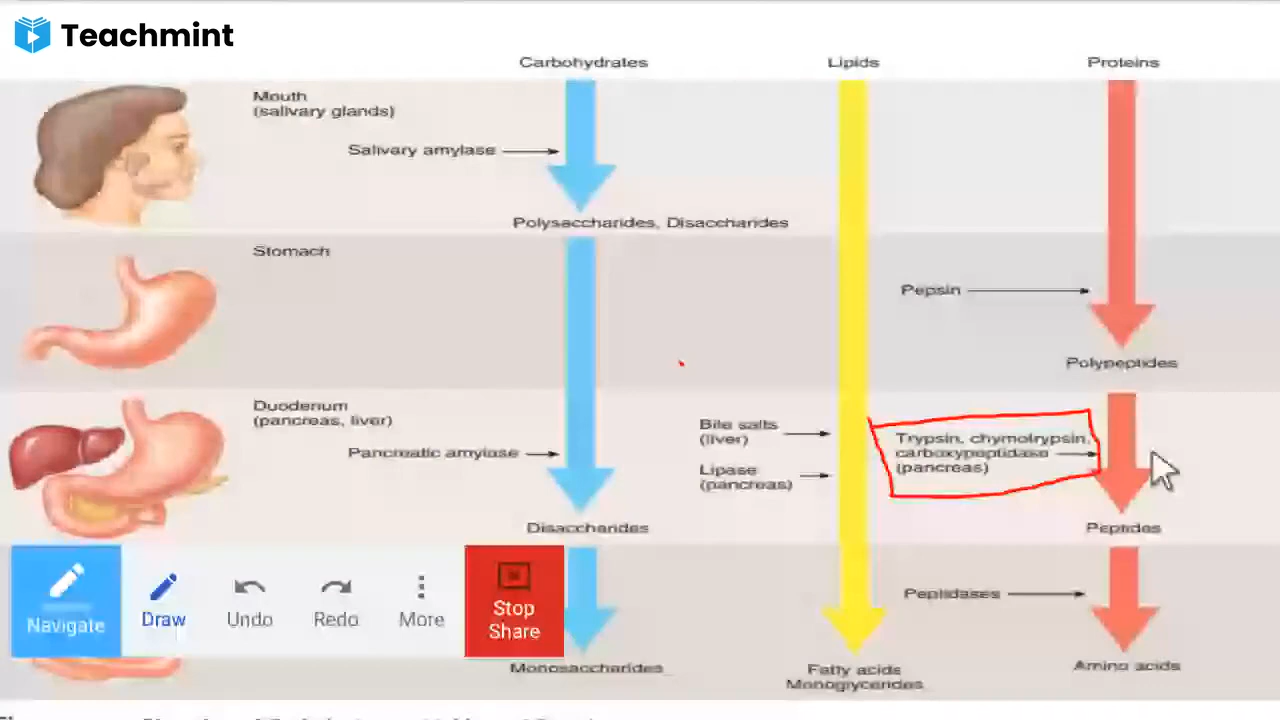 Teachmint
Carbohydrates
Lipids
Proteins
Mouth
(salivary glands)
Salivary amylase
Polysaccharides, Disaccharides
Stomach
Pepsin
Polypeptides
Duodenum
(pancreas, liver)
Pancreatic amylose
Bile salts
(liver)
Lipase
(pancreas)
Trypsin, chymotrypsin,
carboxypeptidase
(pancreas)
Disaccharides
Peptides
Navigate
Draw
Undo
Redo
More
Stop
Share
Peptidases
Monosaccharides
Fatty acids
Monoglycerides
Amino acids